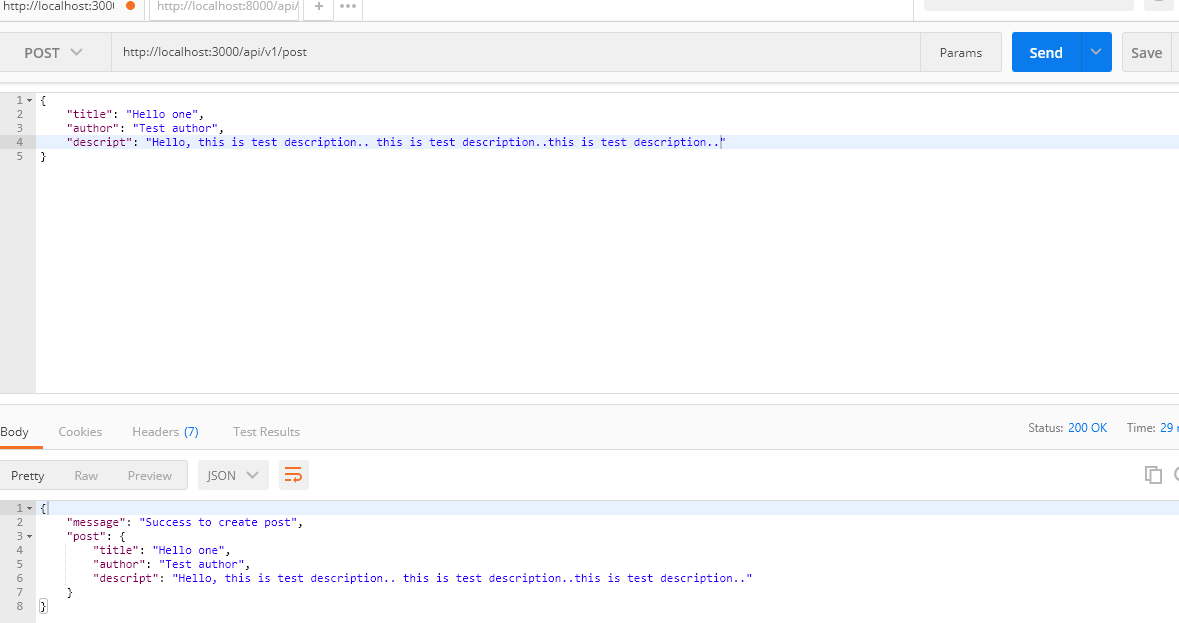 http://localhost:300
http://localhost:8000/api/
+
•••
POST
http://localhost:3000/api/v1/post
Params
Send
Save
1 {
2 "title": "Hello one",
3 "author": "Test author",
4 "descript": "Hello, this is test description.. this is test description..this is test description.."
5 }
Body Cookies Headers (7) Test Results Status: 200 OK Time: 29
Pretty Raw Preview JSON
1 {
2 "message": "Success to create post",
3 "post": {
4 "title": "Hello one",
5 "author": "Test author",
6 "descript": "Hello, this is test description.. this is test description..this is test description.."
7 }
8 }